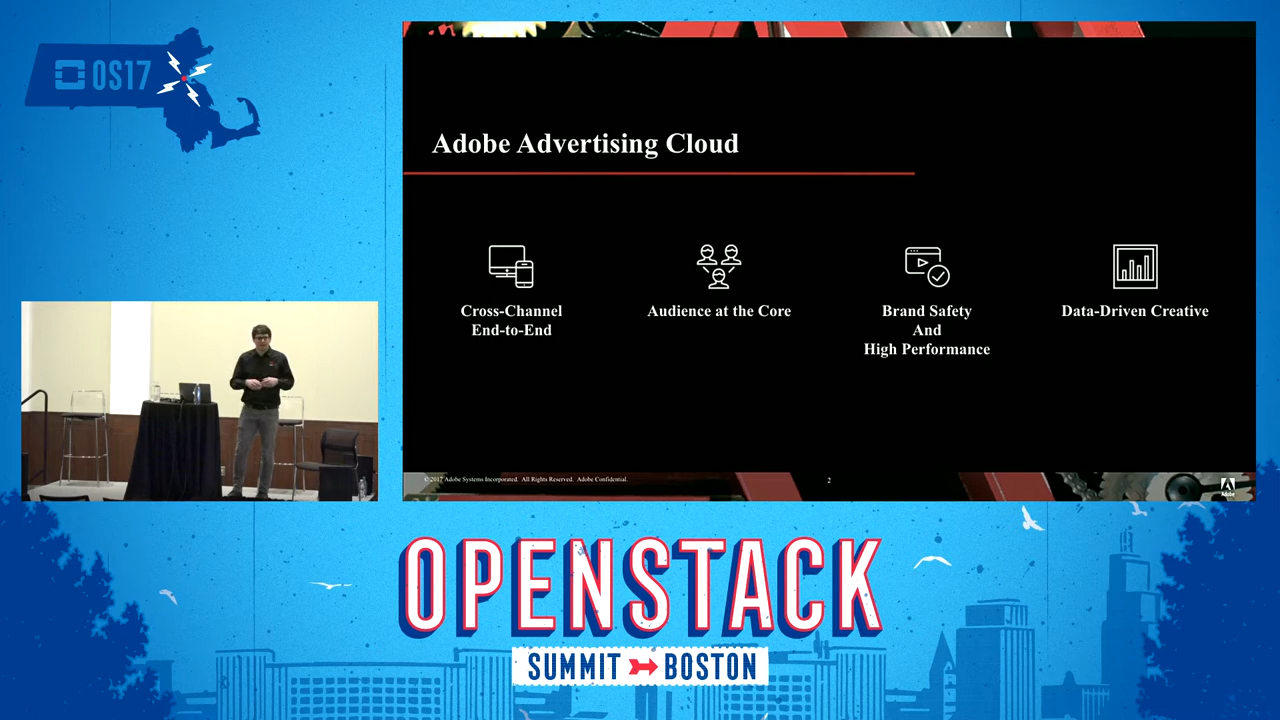 OS17
Adobe Advertising Cloud
Cross-Channel
End-to-End
Audience at the Core
Brand Safety
And
High Performance
Data-Driven Creative
©2017 Adobe Systems Incorporated. All Rights Reserved. Adobe Confidential.
2
Adobe
OPENSTACK
SUMMIT BOSTON